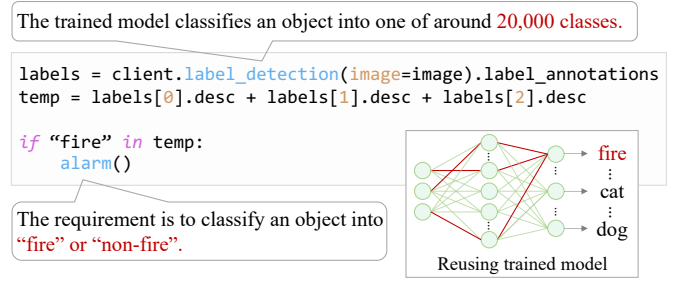 The trained model classifies an object into one of around 20,000 classes.
labels = client.label_detection(image=image).label_annotations
temp = labels[0].desc + labels[1].desc + labels[2].desc
if “fire” in temp:
alarm()
The requirement is to classify an object into
“fire” or “non-fire”.
fire
cat
dog
Reusing trained model